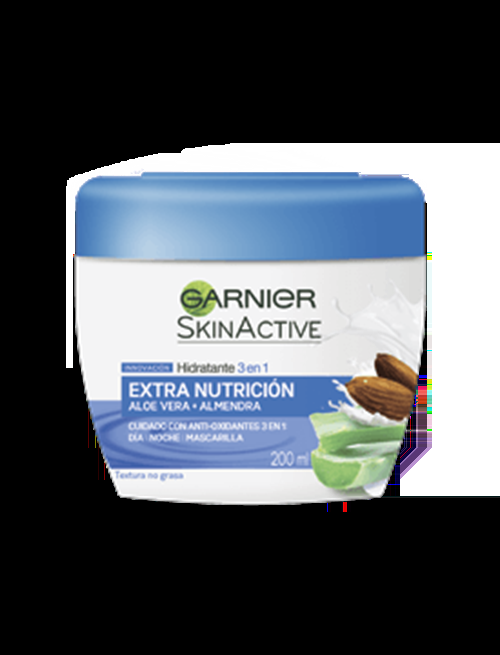 GARNIER
SKINACTIVE
INNOVACIÓN Hidratante 3 en 1
EXTRA NUTRICIÓN
ALOE VERA • ALMENDRA
CUIDADO CON ANTI-OXIDANTES 3 EN 1
DÍA NOCHE MASCARILLA
200 ml
Textura no grasa